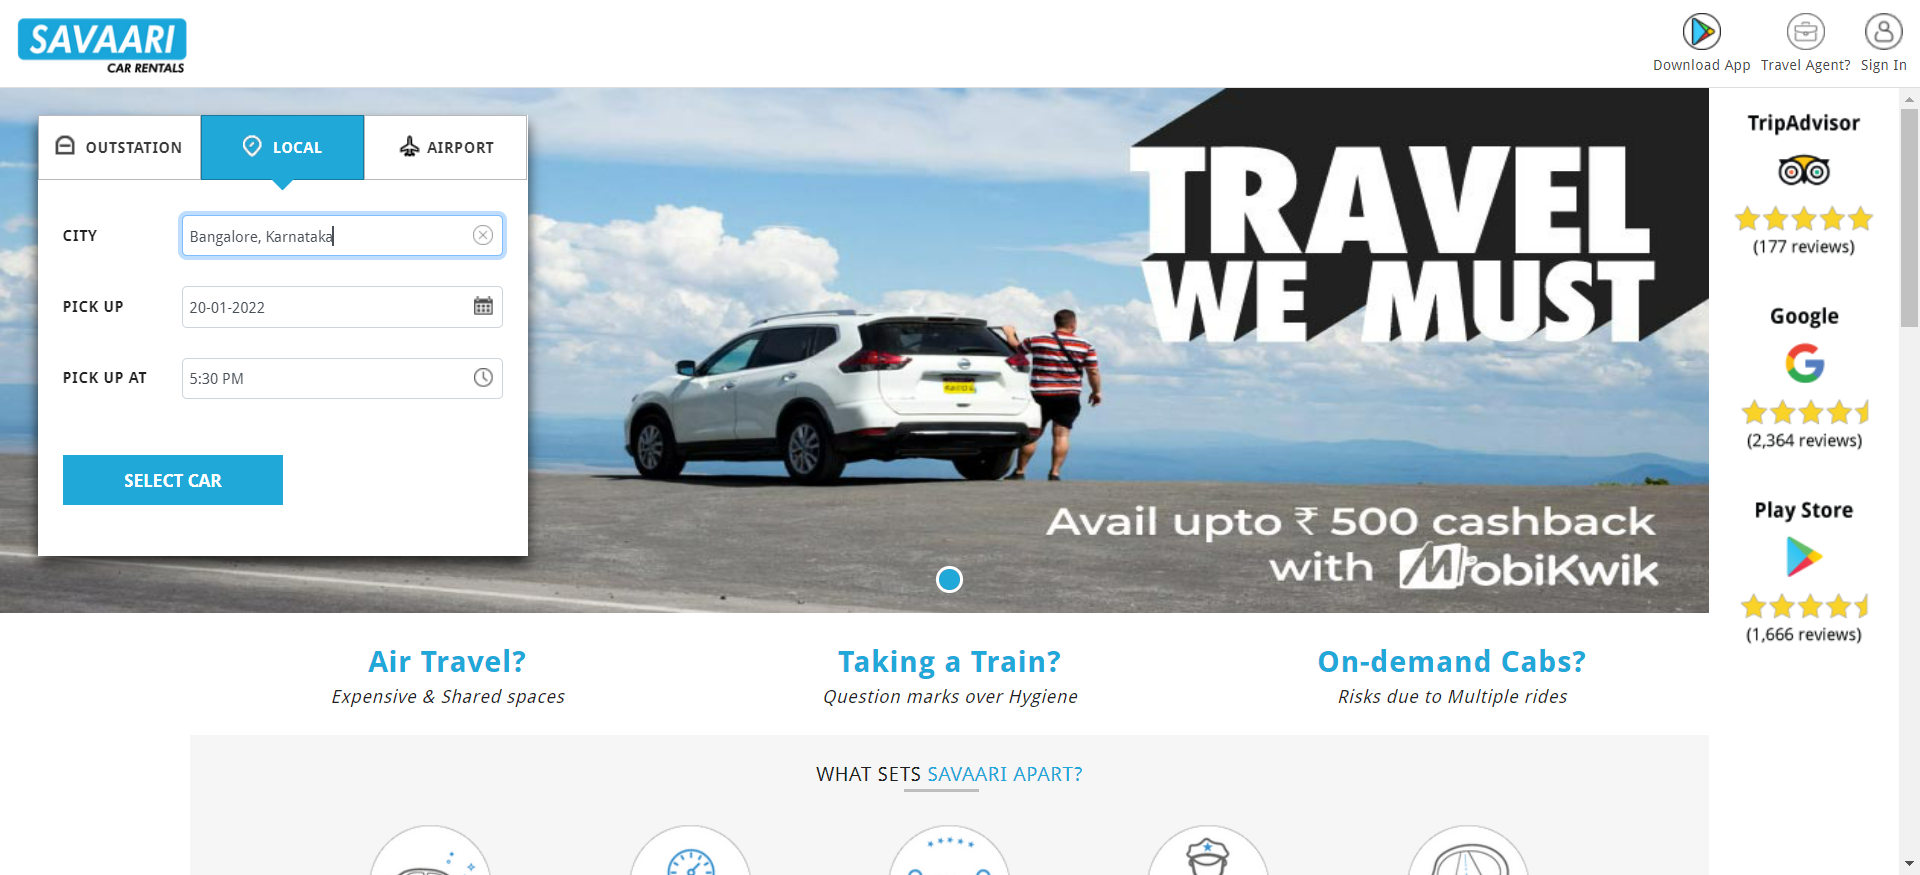 SAVAARI
CAR RENTALS
Download App
Travel Agent?
Sign In
OUTSTATION
LOCAL
AIRPORT
CITY
Bangalore, Karnataka
PICK UP
20-01-2022
PICK UP AT
5:30 PM
SELECT CAR
TRAVEL
WE MUST
Avail upto ₹ 500 cashback
with MobiKwik
TripAdvisor
(177 reviews)
Google
(2,364 reviews)
Play Store
(1,666 reviews)
Air Travel?
Expensive & Shared spaces
Taking a Train?
Question marks over Hygiene
On-demand Cabs?
Risks due to Multiple rides
WHAT SETS SAVAARI APART?